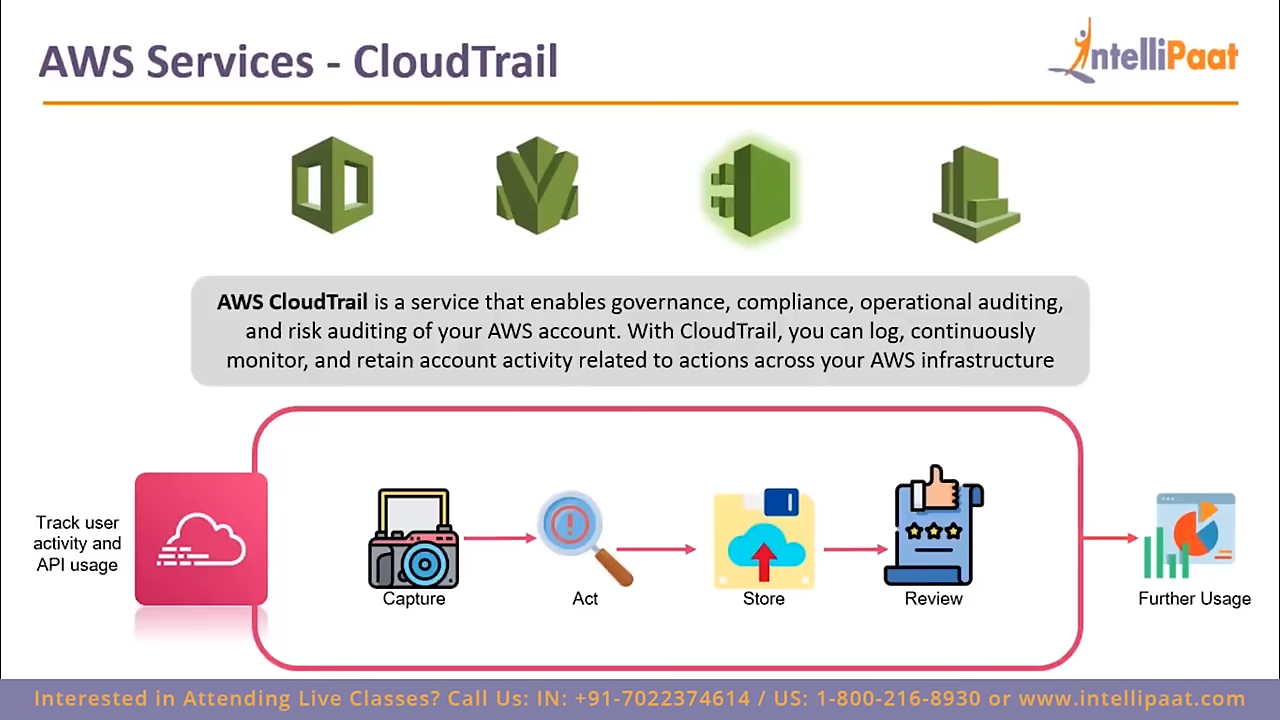 AWS Services - CloudTrail
IntelliPaat
AWS CloudTrail is a service that enables governance, compliance, operational auditing,
and risk auditing of your AWS account. With CloudTrail, you can log, continuously
monitor, and retain account activity related to actions across your AWS infrastructure
Track user
activity and
API usage
Capture
Act
Store
Review
Further Usage
Interested in Attending Live Classes? Call Us: IN: +91-7022374614 / US: 1-800-216-8930 or www.intellipaat.com